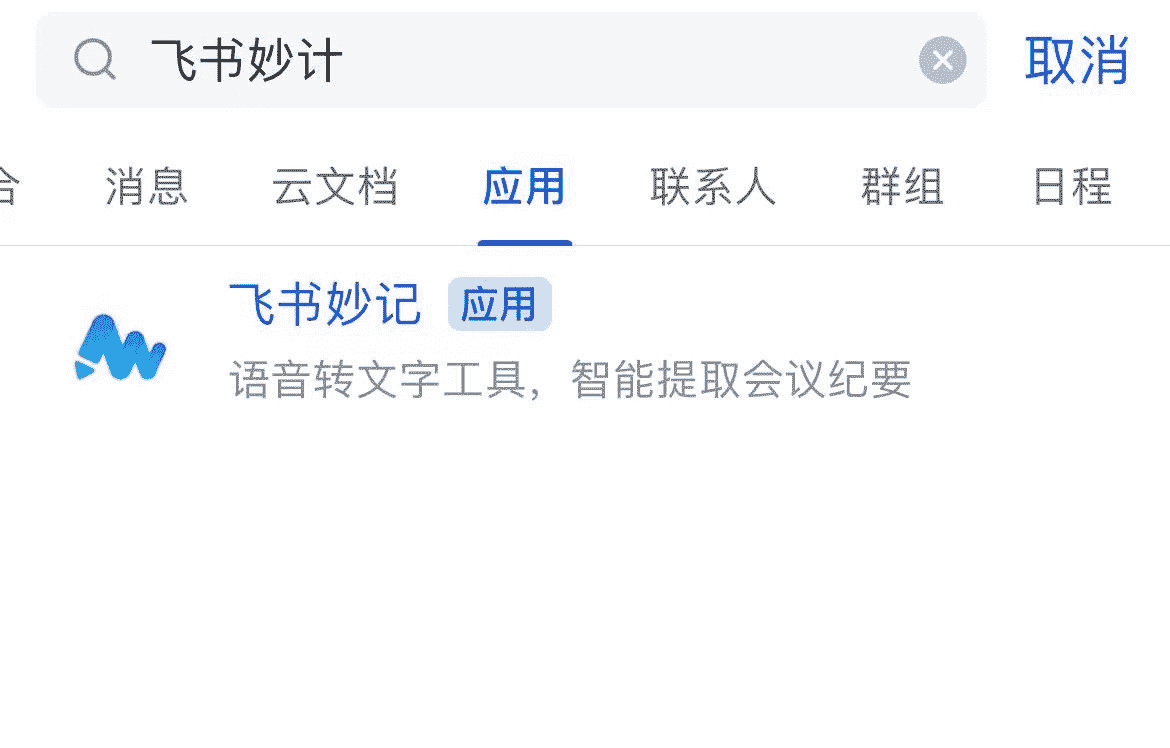 飞书妙计 取消
合 消息 云文档 应用 联系人 群组 日程
飞书妙记 应用
语音转文字工具，智能提取会议纪要